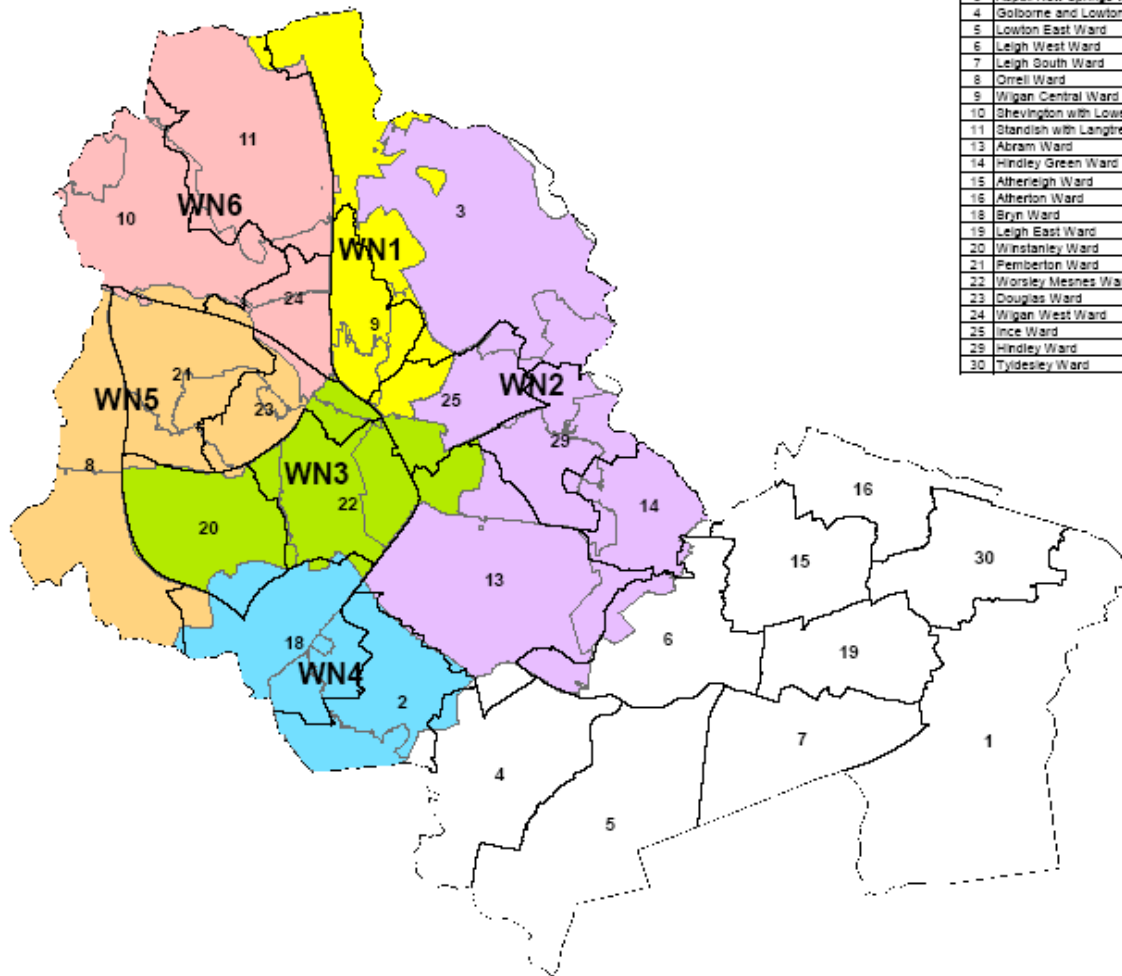 4 Golborne and Lowton
5 Lowton East Ward
6 Leigh West Ward
7 Leigh South Ward
8 Orrell Ward
9 Wigan Central Ward
10 Shevington with Lowe
11 Standish with Langtre
13 Abram Ward
14 Hindley Green Ward
15 Atherleigh Ward
16 Atherton Ward
18 Bryn Ward
19 Leigh East Ward
20 Winstanley Ward
21 Pemberton Ward
22 Worsley Mesnes Wa
23 Douglas Ward
24 Wigan West Ward
25 Ince Ward
29 Hindley Ward
30 Tyldesley Ward
11
WN6
10
3
WN1
24
9
21
WN5
23
WN2
25
29
8
WN3
22
20
14
16
15
30
13
6
19
18
WN4
2
7
1
4
5